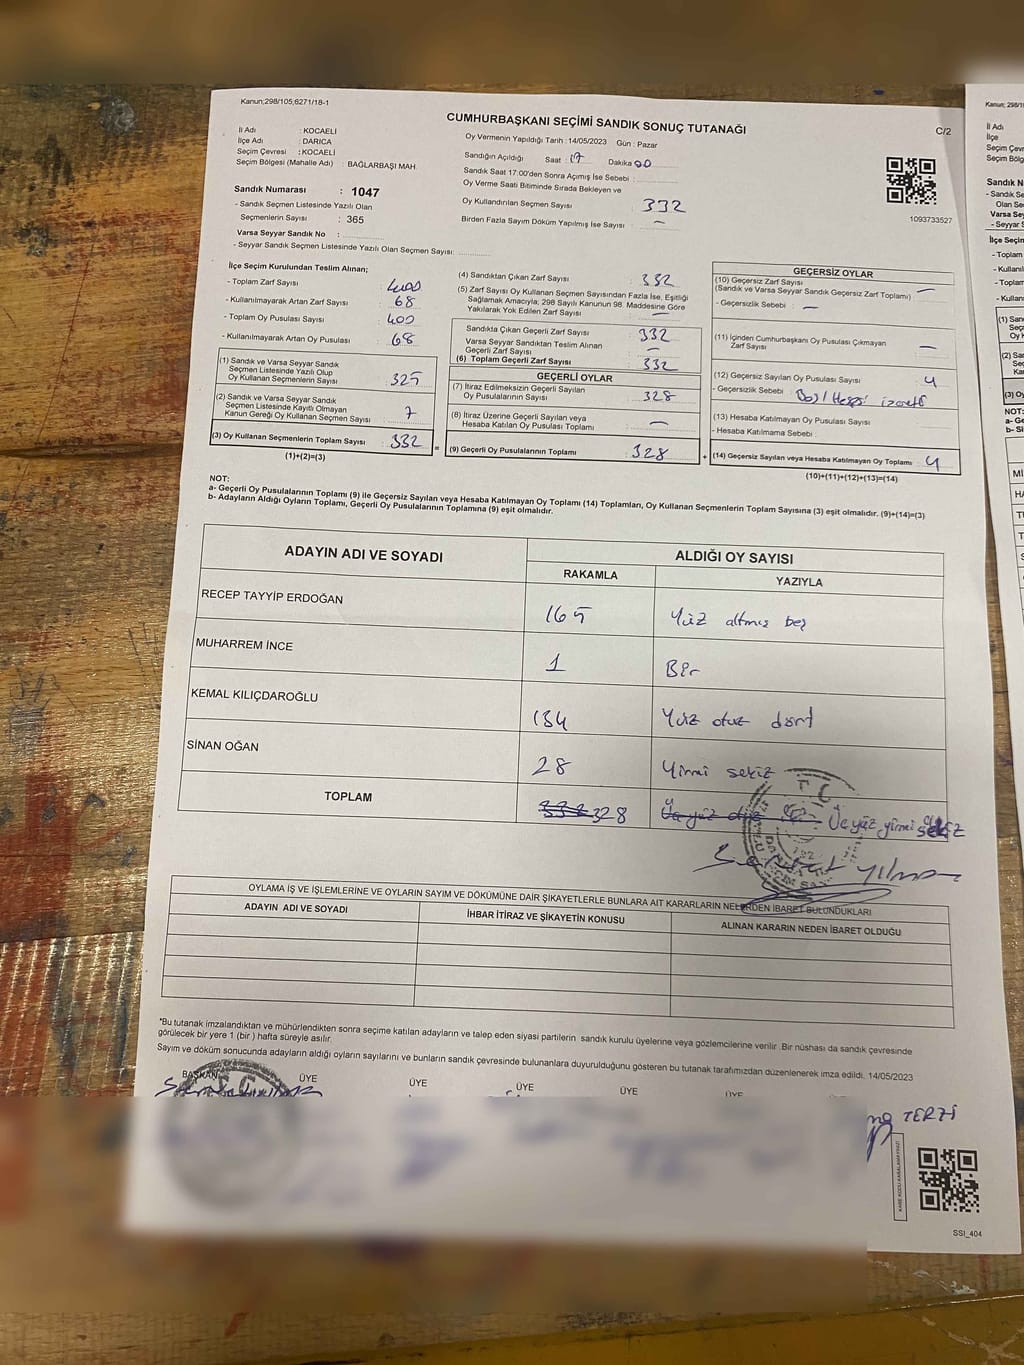 Kanun;298/105,6271/18-1
CUMHURBAŞKANI SEÇİMİ SANDIK SONUÇ TUTANAĞI
C/2
İl Adı : KOCAELİ
İlçe Adı : DARICA
Seçim Çevresi : KOCAELİ
Seçim Bölgesi (Mahalle Adı) : BAĞLARBAŞI MAH.
Sandık Numarası : 1047
- Sandık Seçmen Listesinde Yazılı Olan
Seçmenlerin Sayısı : 365
Varsa Seyyar Sandık No :
- Seyyar Sandık Seçmen Listesinde Yazılı Olan Seçmen Sayısı:
Oy Vermenin Yapıldığı Tarih :14/05/2023 Gün : Pazar
Sandığın Açıldığı Saat : 17 Dakika 00
Sandık Saat 17:00'den Sonra Açımış İse Sebebi :
Oy Verme Saati Bitiminde Sırada Bekleyen ve
Oy Kullandırılan Seçmen Sayısı : 332
Birden Fazla Sayım Döküm Yapılmış İse Sayısı : —
1093733527
İlçe Seçim Kurulundan Teslim Alınan;
- Toplam Zarf Sayısı : 400
- Kullanılmayarak Artan Zarf Sayısı : 68
- Toplam Oy Pusulası Sayısı : 400
- Kullanılmayarak Artan Oy Pusulası : 68
(1) Sandık ve Varsa Seyyar Sandık
Seçmen Listesinde Yazılı Olup
Oy Kullanan Seçmenlerin Sayısı : 325
(2) Sandık ve Varsa Seyyar Sandık
Seçmen Listesinde Kayıtlı Olmayan
Kanun Gereği Oy Kullanan Seçmen Sayısı : 7
(3) Oy Kullanan Seçmenlerin Toplam Sayısı : 332
(1)+(2)=(3)
(4) Sandıktan Çıkan Zarf Sayısı : 332
(5) Zarf Sayısı Oy Kullanan Seçmen Sayısından Fazla İse, Eşitliği
Sağlamak Amacıyla; 298 Sayılı Kanunun 98. Maddesine Göre
Yakılarak Yok Edilen Zarf Sayısı : —
Sandıkta Çıkan Geçerli Zarf Sayısı : 332
Varsa Seyyar Sandıktan Teslim Alınan
Geçerli Zarf Sayısı : —
(6) Toplam Geçerli Zarf Sayısı : 332
GEÇERLİ OYLAR
(7) İtiraz Edilmeksizin Geçerli Sayılan
Oy Pusulalarının Sayısı : 328
(8) İtiraz Üzerine Geçerli Sayılan veya
Hesaba Katılan Oy Pusulaları Toplamı : —
= (9) Geçerli Oy Pusulalarının Toplamı : 328
GEÇERSİZ OYLAR
(10) Geçersiz Zarf Sayısı
(Sandık ve Varsa Seyyar Sandık Geçersiz Zarf Toplamı) : —
- Geçersizlik Sebebi : —
(11) İçinden Cumhurbaşkanı Oy Pusulası Çıkmayan
Zarf Sayısı : —
(12) Geçersiz Sayılan Oy Pusulası Sayısı : 4
- Geçersizlik Sebebi :
(13) Hesaba Katılmayan Oy Pusulası Sayısı :
- Hesaba Katılmama Sebebi :
+ (14) Geçersiz Sayılan veya Hesaba Katılmayan Oy Toplamı : 4
(10)+(11)+(12)+(13)=(14)
NOT:
a- Geçerli Oy Pusulalarının Toplamı (9) ile Geçersiz Sayılan veya Hesaba Katılmayan Oy Toplamı (14) Toplamları, Oy Kullanan Seçmenlerin Toplam Sayısına (3) eşit olmalıdır. (9)+(14)=(3)
b- Adayların Aldığı Oyların Toplamı, Geçerli Oy Pusulalarının Toplamına (9) eşit olmalıdır.
ADAYIN ADI VE SOYADI ALDIĞI OY SAYISI
RAKAMLA YAZIYLA
RECEP TAYYİP ERDOĞAN 165 Yüz altmış beş
MUHARREM İNCE 1 Bir
KEMAL KILIÇDAROĞLU 134 Yüz otuz dört
SİNAN OĞAN 28 Yirmi sekiz
TOPLAM 328 Üç yüz yirmi sekiz
T C
OYLAMA İŞ VE İŞLEMLERİNE VE OYLARIN SAYIM VE DÖKÜMÜNE DAİR ŞİKAYETLERLE BUNLARA AİT KARARLARIN NELERDEN İBARET BULUNDUKLARI
ADAYIN ADI VE SOYADI İHBAR İTİRAZ VE ŞİKAYETİN KONUSU ALINAN KARARIN NEDEN İBARET OLDUĞU
*Bu tutanak imzalandıktan ve mühürlendikten sonra seçime katılan adayların ve talep eden siyasi partilerin sandık kurulu üyelerine veya gözlemcilerine verilir. Bir nüshası da sandık çevresinde
görülecek bir yere 1 (bir ) hafta süreyle asılır.
Sayım ve döküm sonucunda adayların aldığı oyların sayılarını ve bunların sandık çevresinde bulunanlara duyurulduğunu gösteren bu tutanak tarafımızdan düzenlenerek imza edildi. 14/05/2023
BAŞKAN ÜYE ÜYE ÜYE ÜYE ÜYE
TERZİ
SSI_404